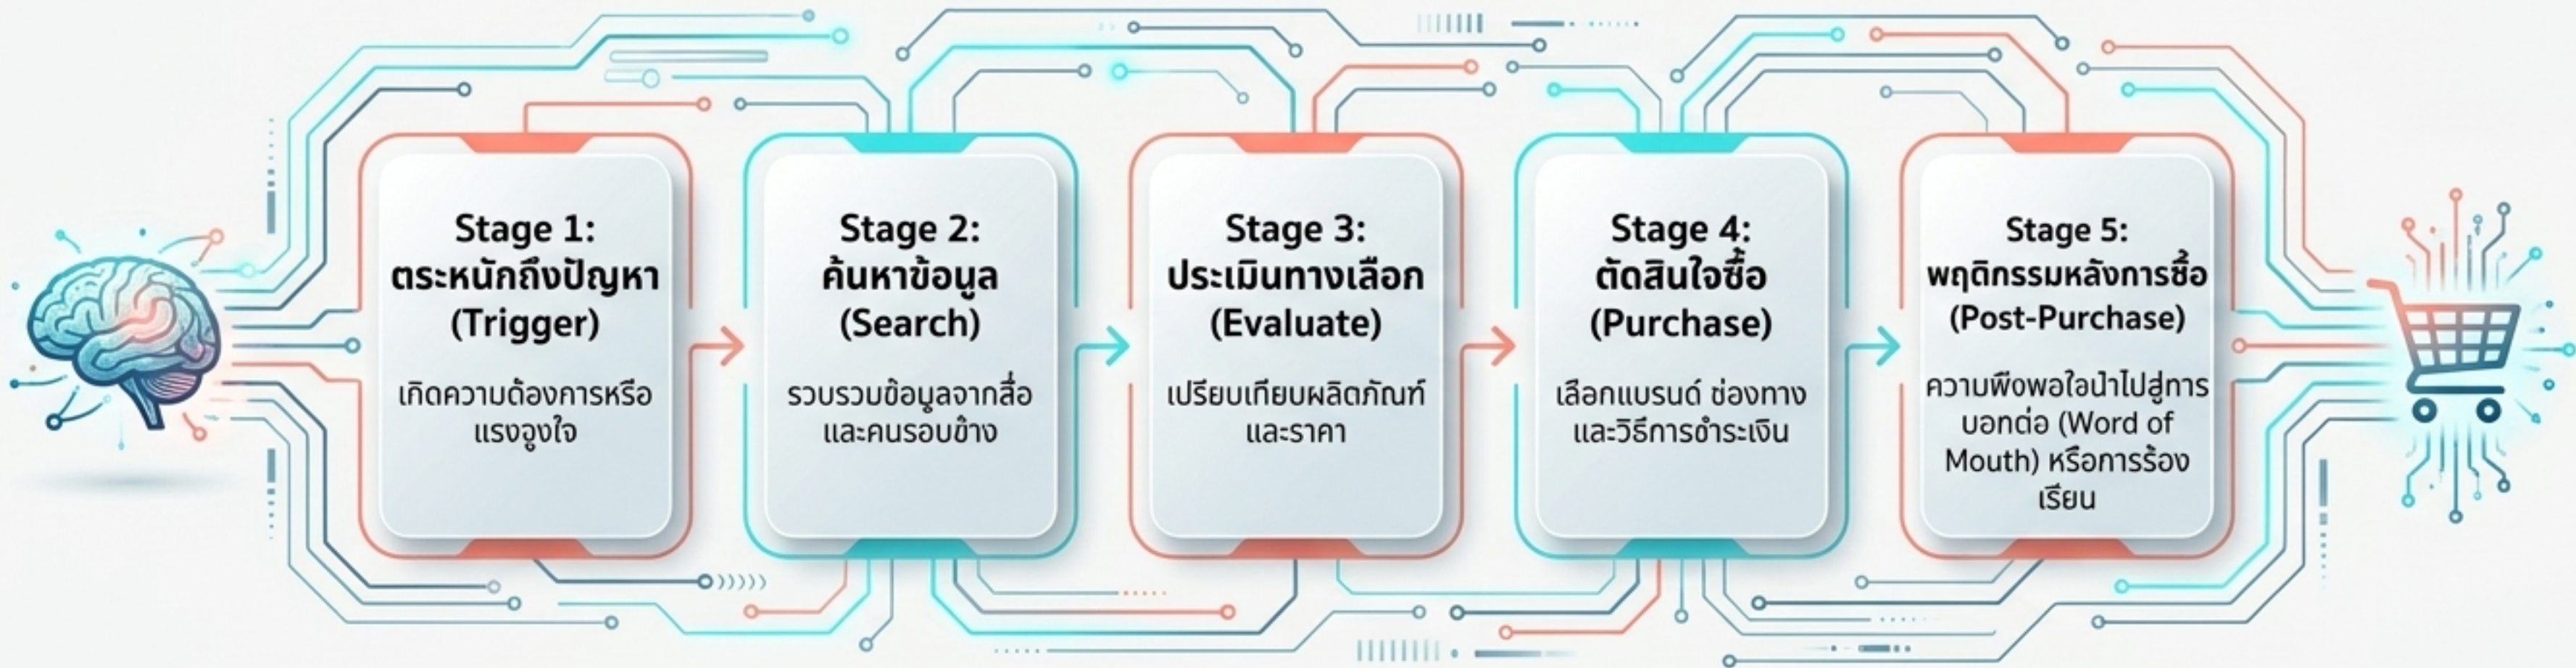 Stage 1:
ตระหนักถึงปัญหา
(Trigger)
เกิดความต้องการหรือ
แรงจูงใจ
Stage 2:
ค้นหาข้อมูล
(Search)
รวบรวมข้อมูลจากสื่อ
และคนรอบข้าง
Stage 3:
ประเมินทางเลือก
(Evaluate)
เปรียบเทียบผลิตภัณฑ์
และราคา
Stage 4:
ตัดสินใจซื้อ
(Purchase)
เลือกแบรนด์ ช่องทาง
และวิธีการชำระเงิน
Stage 5:
พฤติกรรมหลังการซื้อ
(Post-Purchase)
ความพึงพอใจนำไปสู่การ
บอกต่อ (Word of
Mouth) หรือการร้อง
เรียน